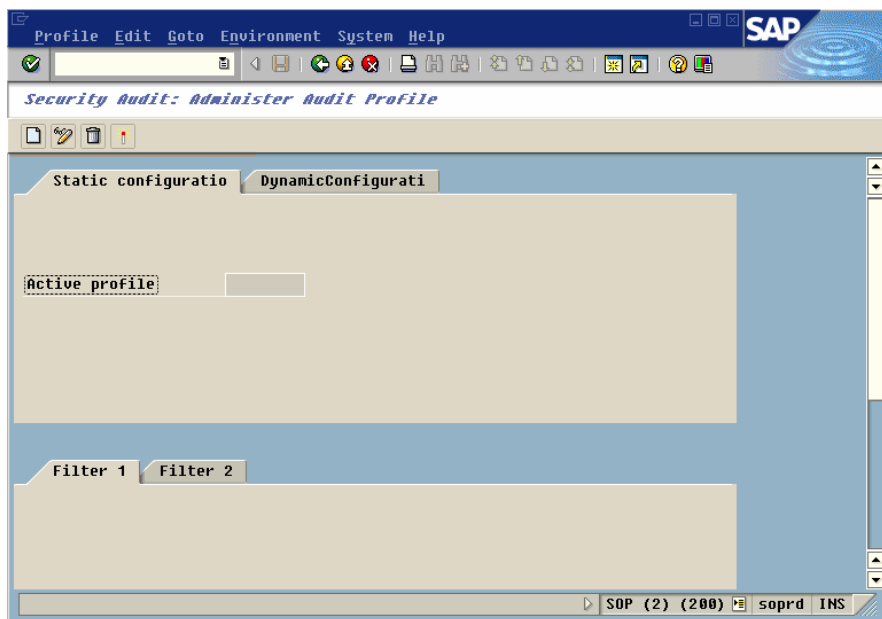 Profile Edit Goto Environment System Help
SAP
Security Audit: Administer Audit Profile
Static configuratio DynamicConfigurati
Active profile
Filter 1 Filter 2
SOP (2) (200) soprd INS